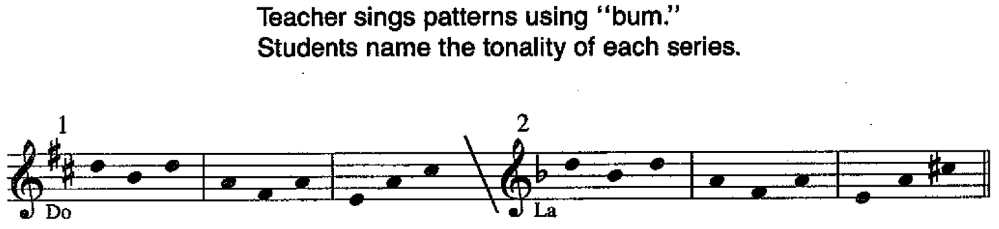 Teacher sings patterns using “bum.”
Students name the tonality of each series.
1 2
Do La